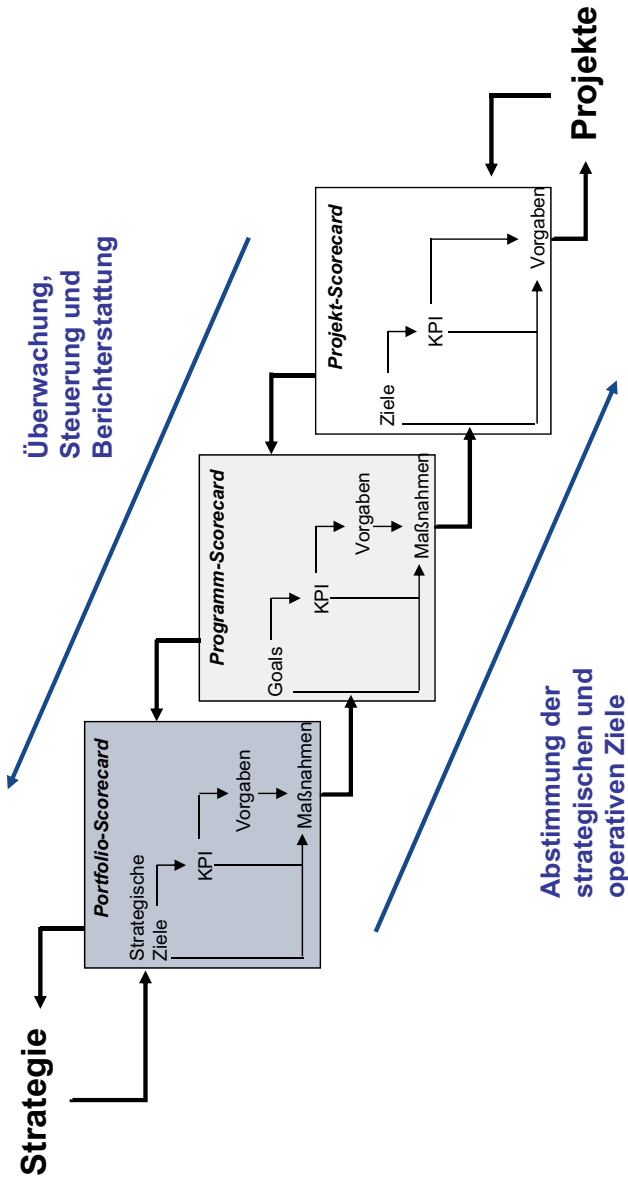 Strategie
Portfolio-Scorecard
Strategische
Ziele
KPI
Vorgaben
Maßnahmen
Programm-Scorecard
Goals
KPI
Vorgaben
Maßnahmen
Projekt-Scorecard
Ziele
KPI
Vorgaben
Projekte
Überwachung,
Steuerung und
Berichterstattung
Abstimmung der
strategischen und
operativen Ziele